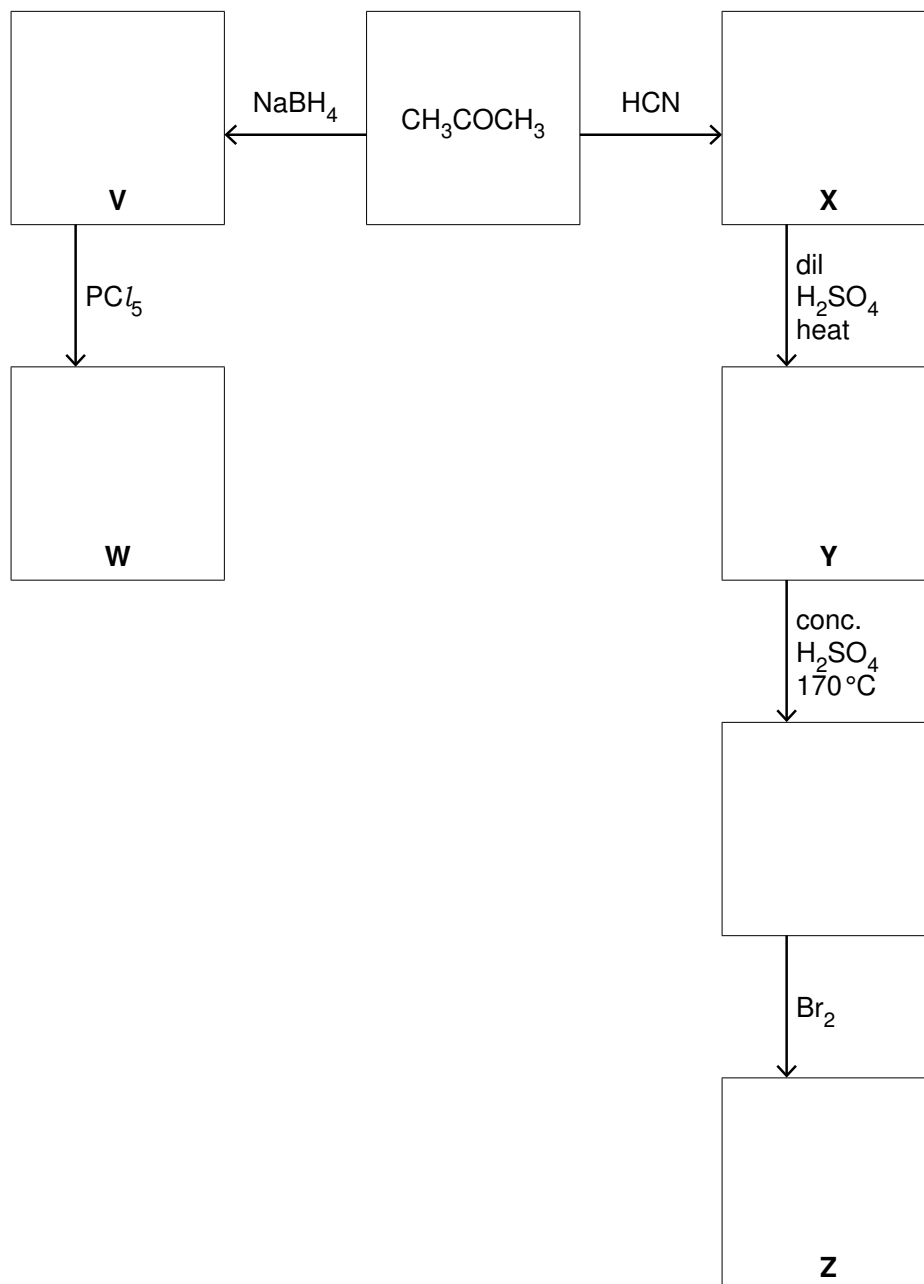 NaBH₄
CH₃COCH₃
HCN
V
X
PCl₅
dil
H₂SO₄
heat
W
Y
conc.
H₂SO₄
170 °C
Br₂
Z